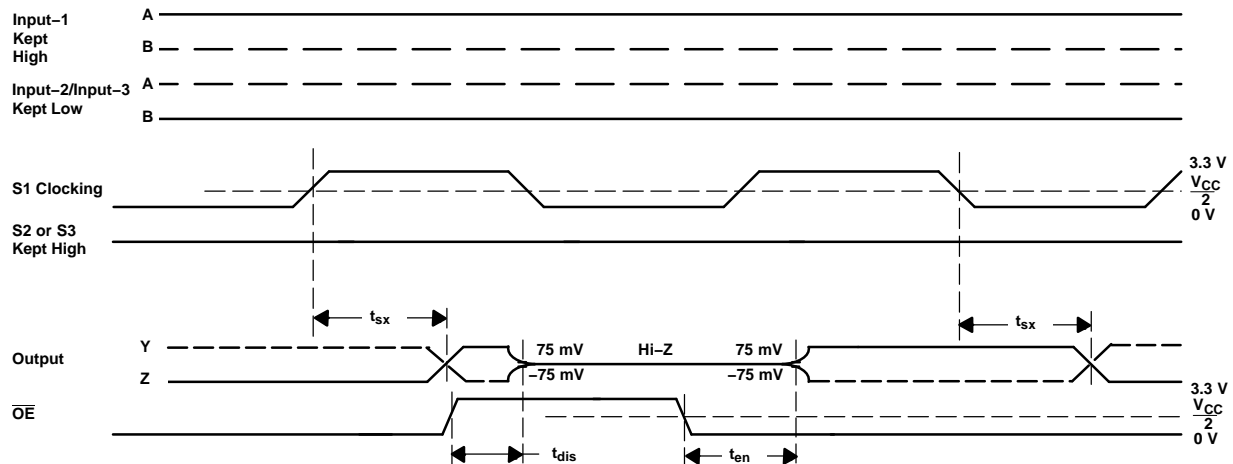 Input–1
Kept
High
A
B
Input–2/Input–3
Kept Low
A
B
S1 Clocking
3.3 V
VCC
2
0 V
S2 or S3
Kept High
tsx
tsx
Output
Y
Z
75 mV
Hi–Z
75 mV
–75 mV
–75 mV
OE
3.3 V
VCC
2
0 V
tdis
ten